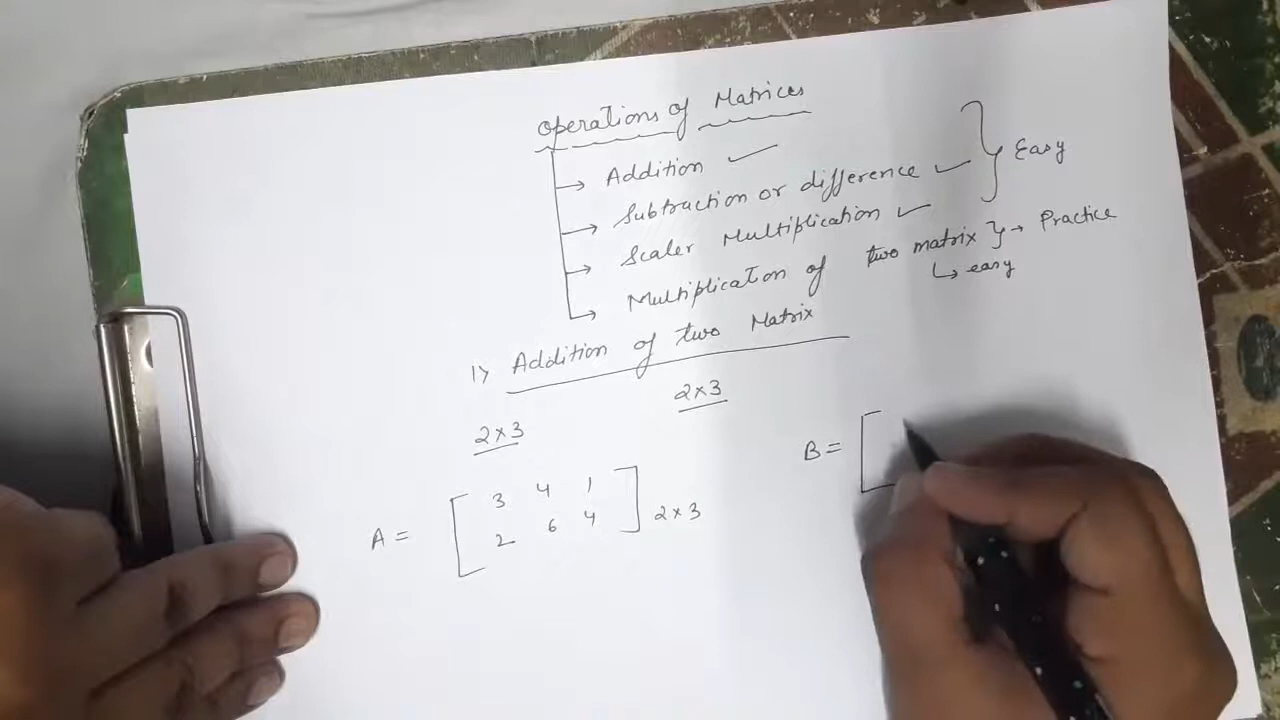 Operations of Matrices
→ Addition ✓
→ Subtraction or difference ✓
→ Scaler Multiplication ✓
} Easy
→ Multiplication of two matrix } → Practice
↳ easy
1) Addition of two Matrix
2×3
2×3
A = [ 3 4 1
2 6 4 ] 2×3
B = [